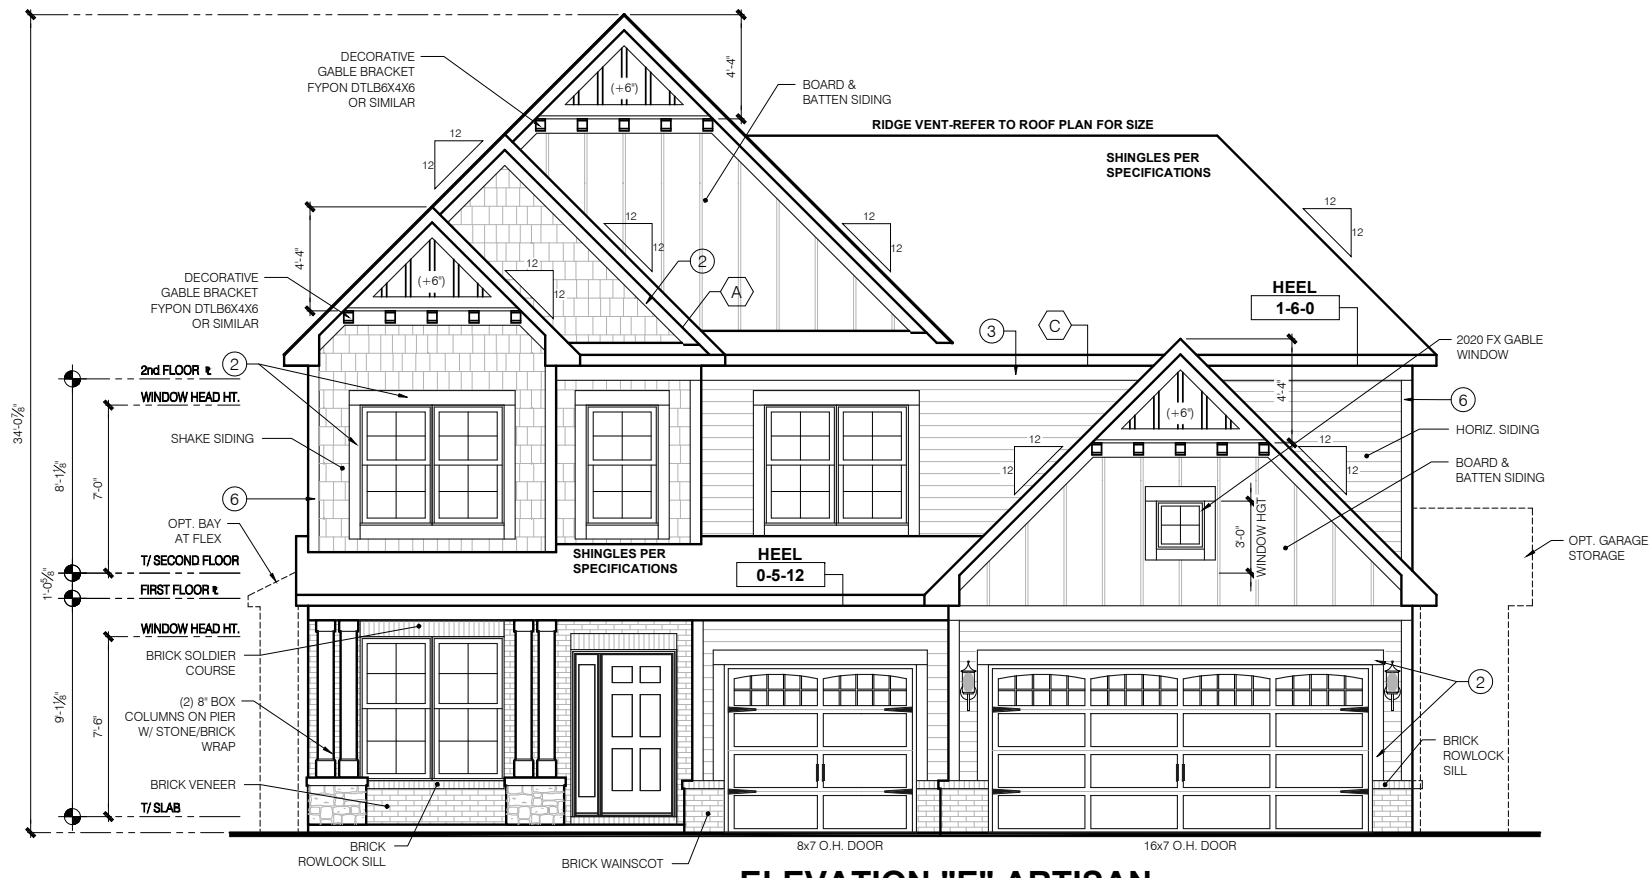 DECORATIVE
GABLE BRACKET
FYPON DTLB6X4X6
OR SIMILAR
(+6")
4'-4"
BOARD &
BATTEN SIDING
RIDGE VENT-REFER TO ROOF PLAN FOR SIZE
SHINGLES PER
SPECIFICATIONS
12
12
12
12
12
12
12
12
4'-4"
2
A
DECORATIVE
GABLE BRACKET
FYPON DTLB6X4X6
OR SIMILAR
(+6")
12
12
HEEL
1-6-0
3
C
2020 FX GABLE
WINDOW
4'-4"
2nd FLOOR
2
WINDOW HEAD HT.
34'-0⅞"
8'-1⅛"
7'-0"
SHAKE SIDING
6
(+6")
6
HORIZ. SIDING
12
12
12
12
BOARD &
BATTEN SIDING
6
OPT. BAY
AT FLEX
3'-0"
WINDOW HGT
OPT. GARAGE
STORAGE
T/ SECOND FLOOR
SHINGLES PER
SPECIFICATIONS
HEEL
0-5-12
1'-0⅝"
FIRST FLOOR
WINDOW HEAD HT.
BRICK SOLDIER
COURSE
9'-1⅛"
7'-6"
(2) 8" BOX
COLUMNS ON PIER
W/ STONE/BRICK
WRAP
2
BRICK
ROWLOCK
SILL
BRICK VENEER
T/ SLAB
BRICK
ROWLOCK SILL
BRICK WAINSCOT
8x7 O.H. DOOR
16x7 O.H. DOOR
ELEVATION "E" ARTISAN